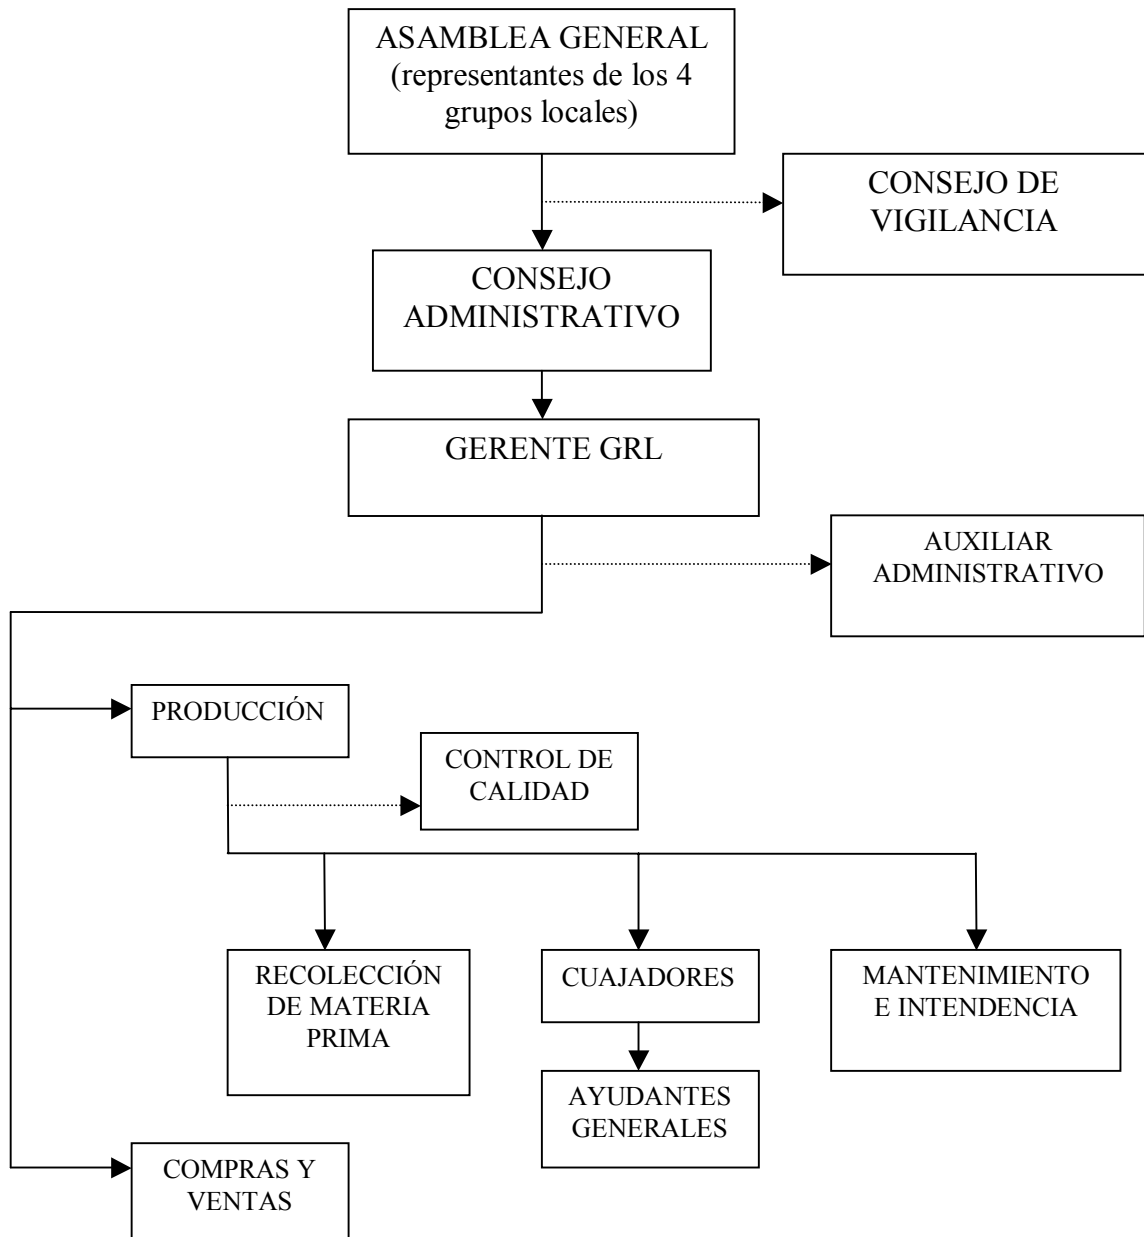 ASAMBLEA GENERAL
(representantes de los 4
grupos locales)
CONSEJO DE
VIGILANCIA
CONSEJO
ADMINISTRATIVO
GERENTE GRL
AUXILIAR
ADMINISTRATIVO
PRODUCCIÓN
CONTROL DE
CALIDAD
RECOLECCIÓN
DE MATERIA
PRIMA
CUAJADORES
MANTENIMIENTO
E INTENDENCIA
AYUDANTES
GENERALES
COMPRAS Y
VENTAS